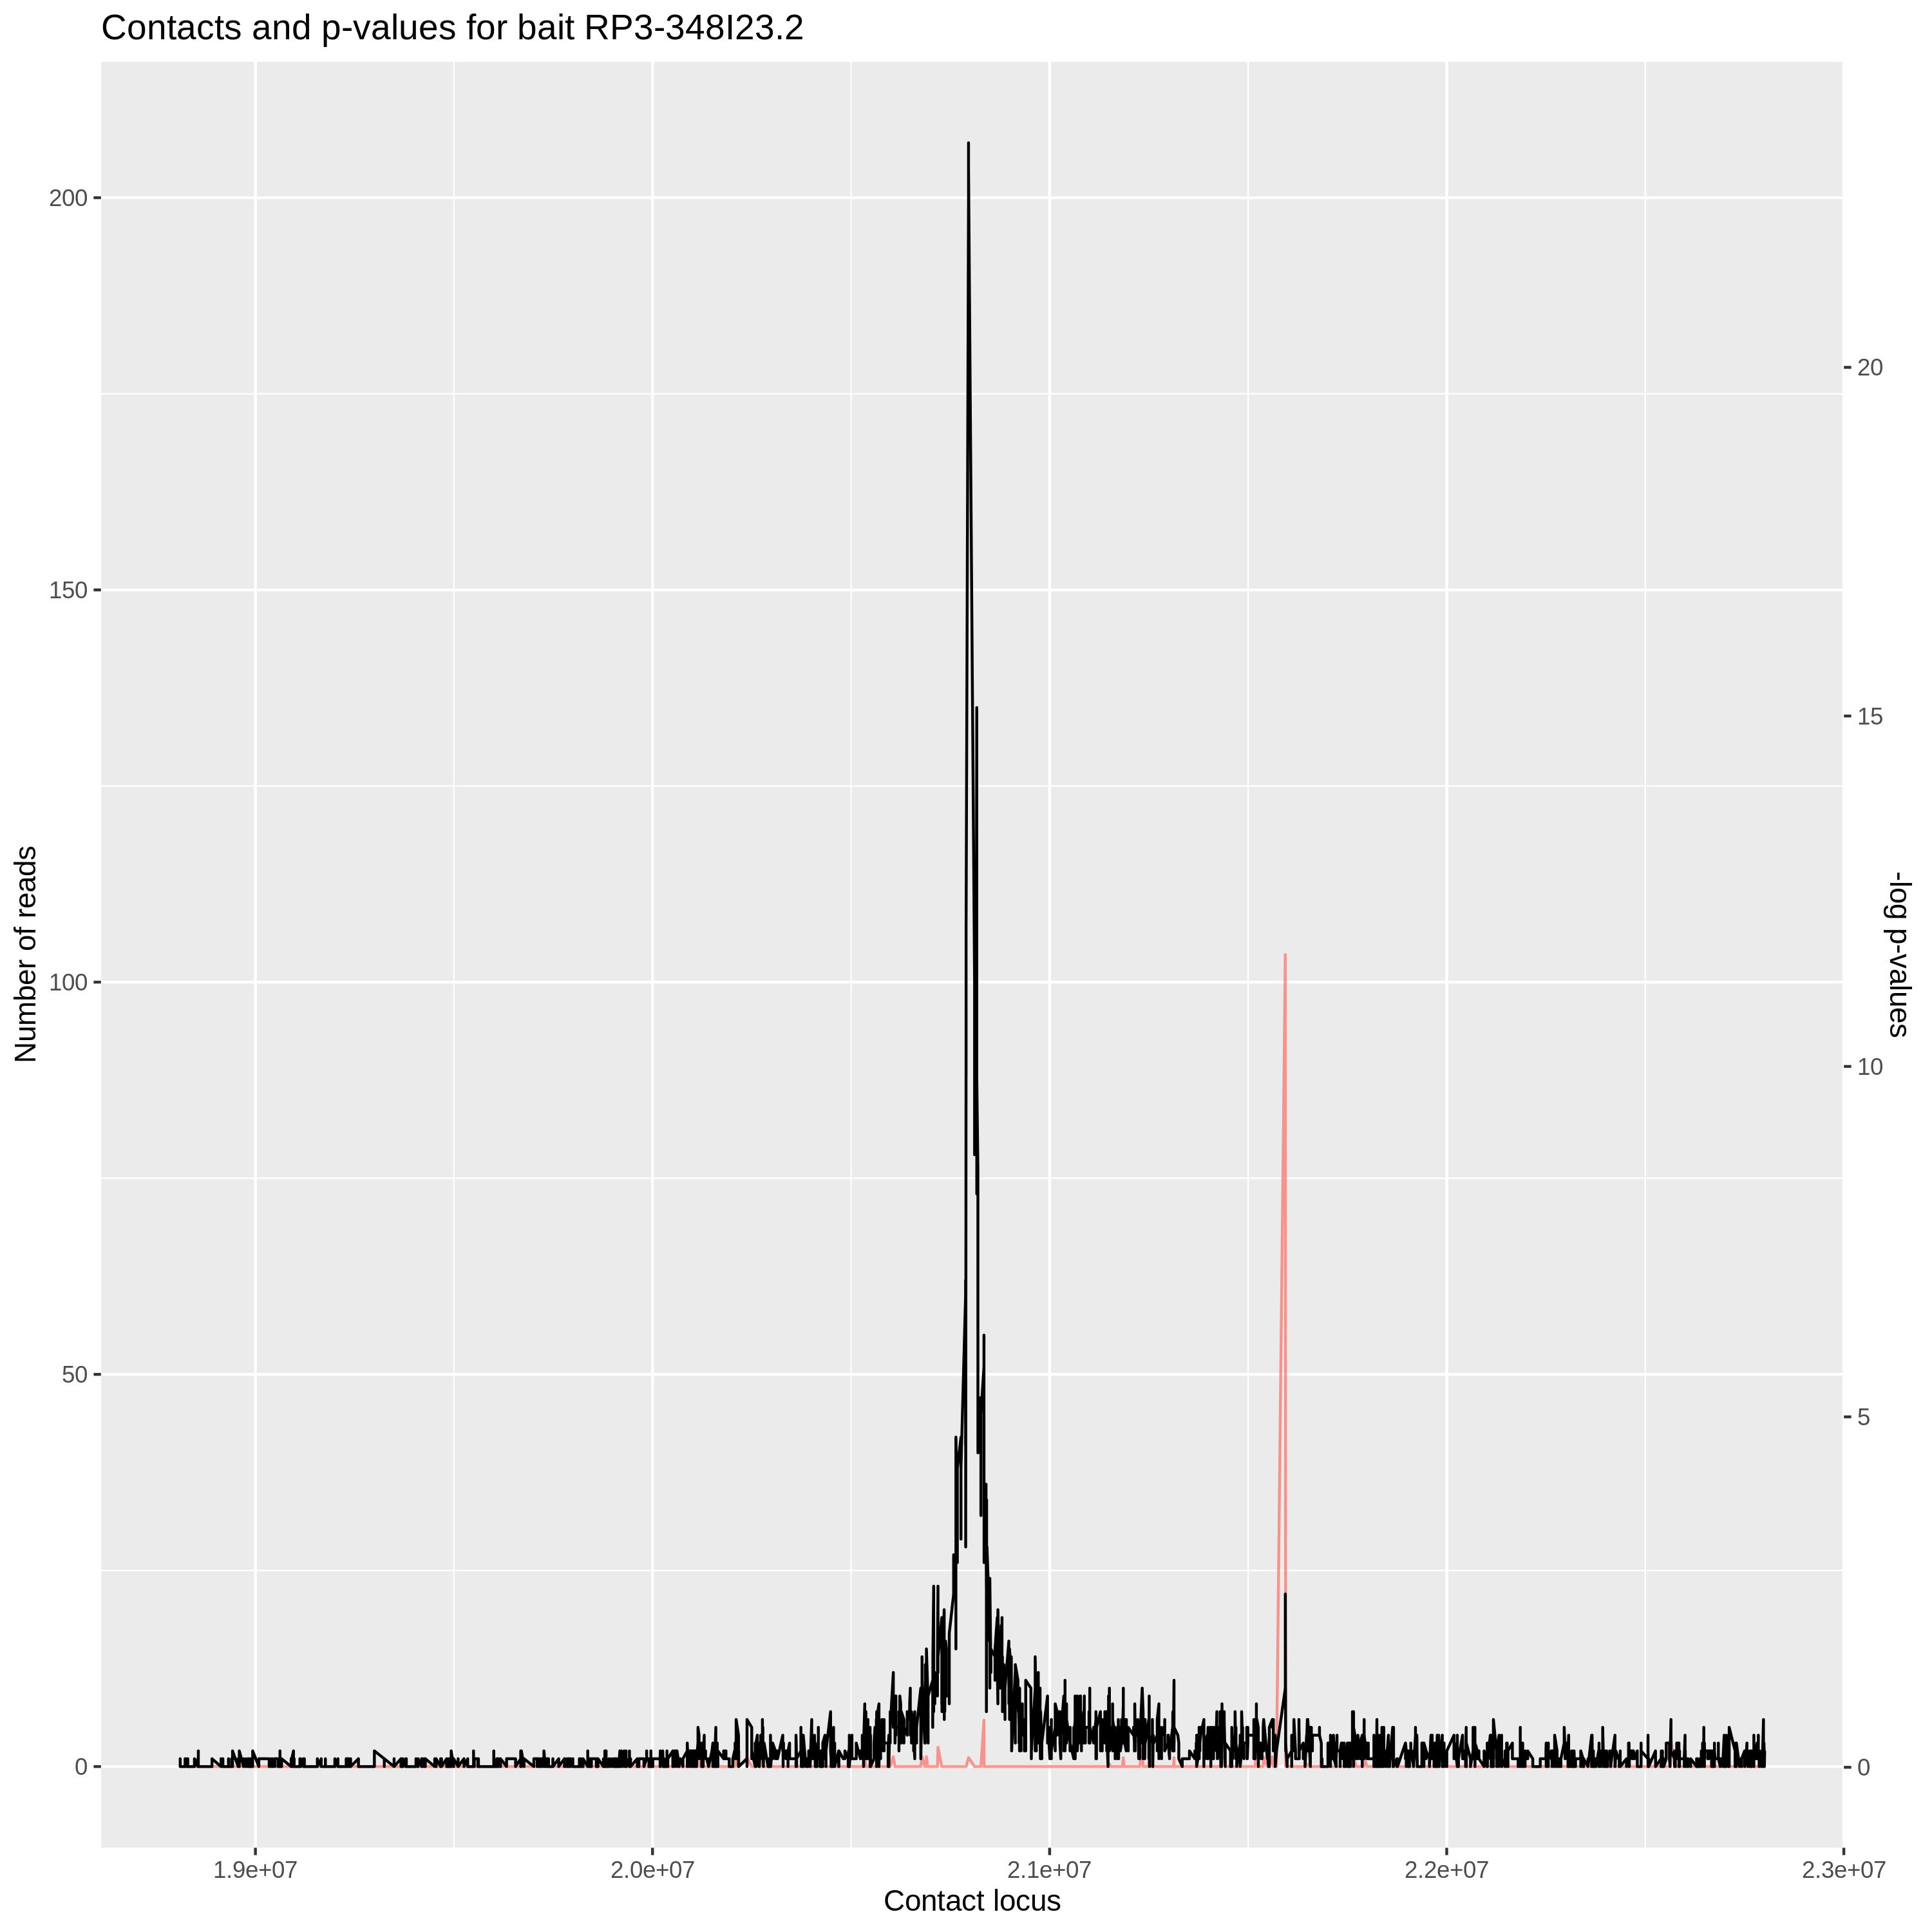 Contacts and p-values for bait RP3-348I23.2
Number of reads
200
150
100
50
0
20
15
10
5
0
-log p-values
1.9e+07
2.0e+07
2.1e+07
2.2e+07
2.3e+07
Contact locus